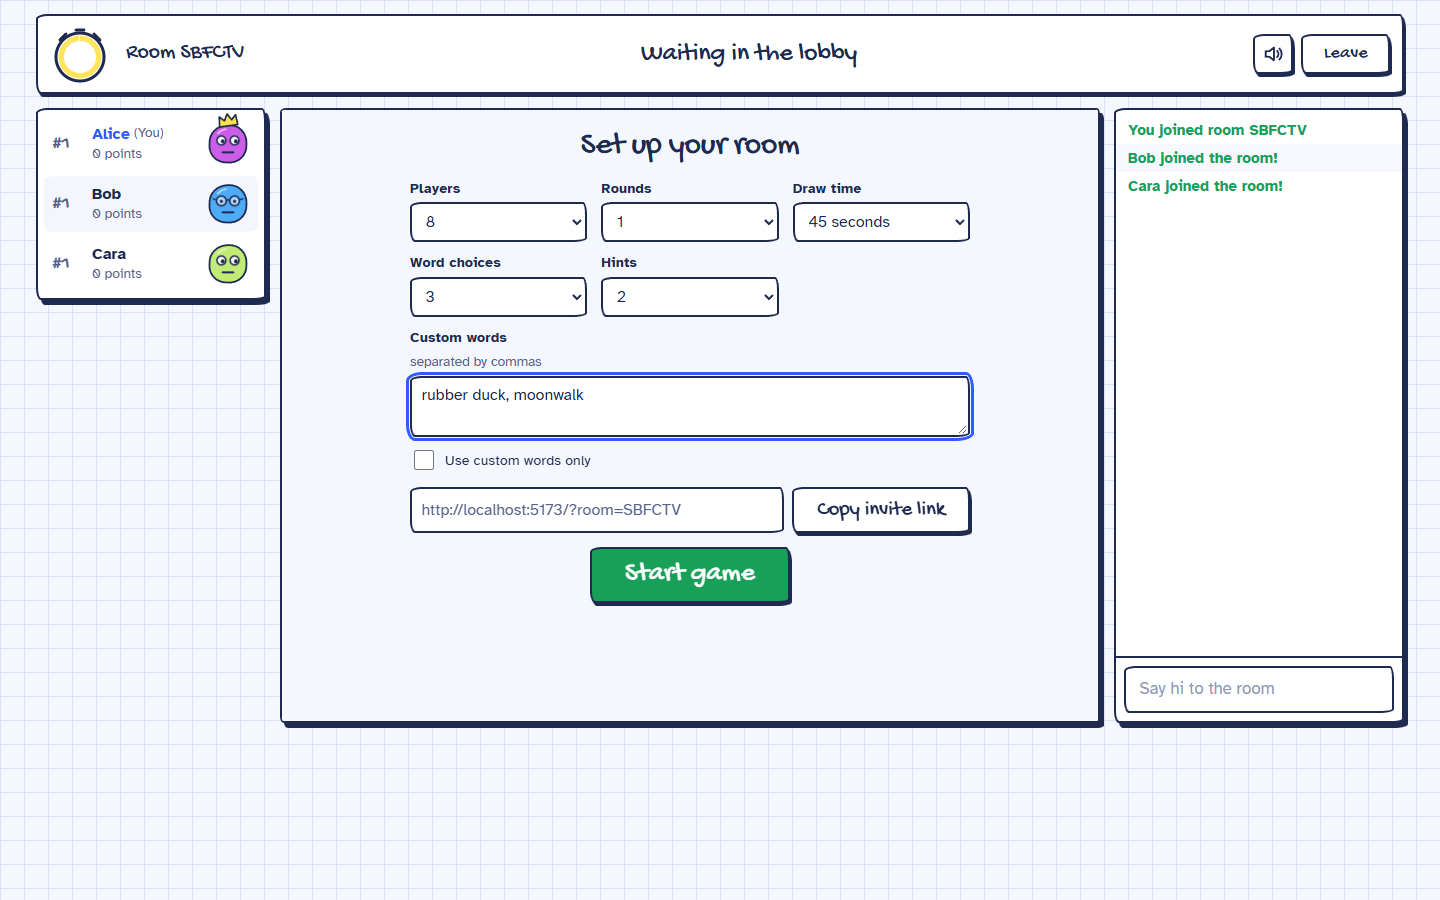 Room SBFCTV
Waiting in the lobby
Leave
#1
Alice (You)
0 points
#1
Bob
0 points
#1
Cara
0 points
Set up your room
Players
Rounds
Draw time
8
1
45 seconds
Word choices
Hints
3
2
Custom words
separated by commas
rubber duck, moonwalk
Use custom words only
http://localhost:5173/?room=SBFCTV
Copy invite link
Start game
You joined room SBFCTV
Bob joined the room!
Cara joined the room!
Say hi to the room